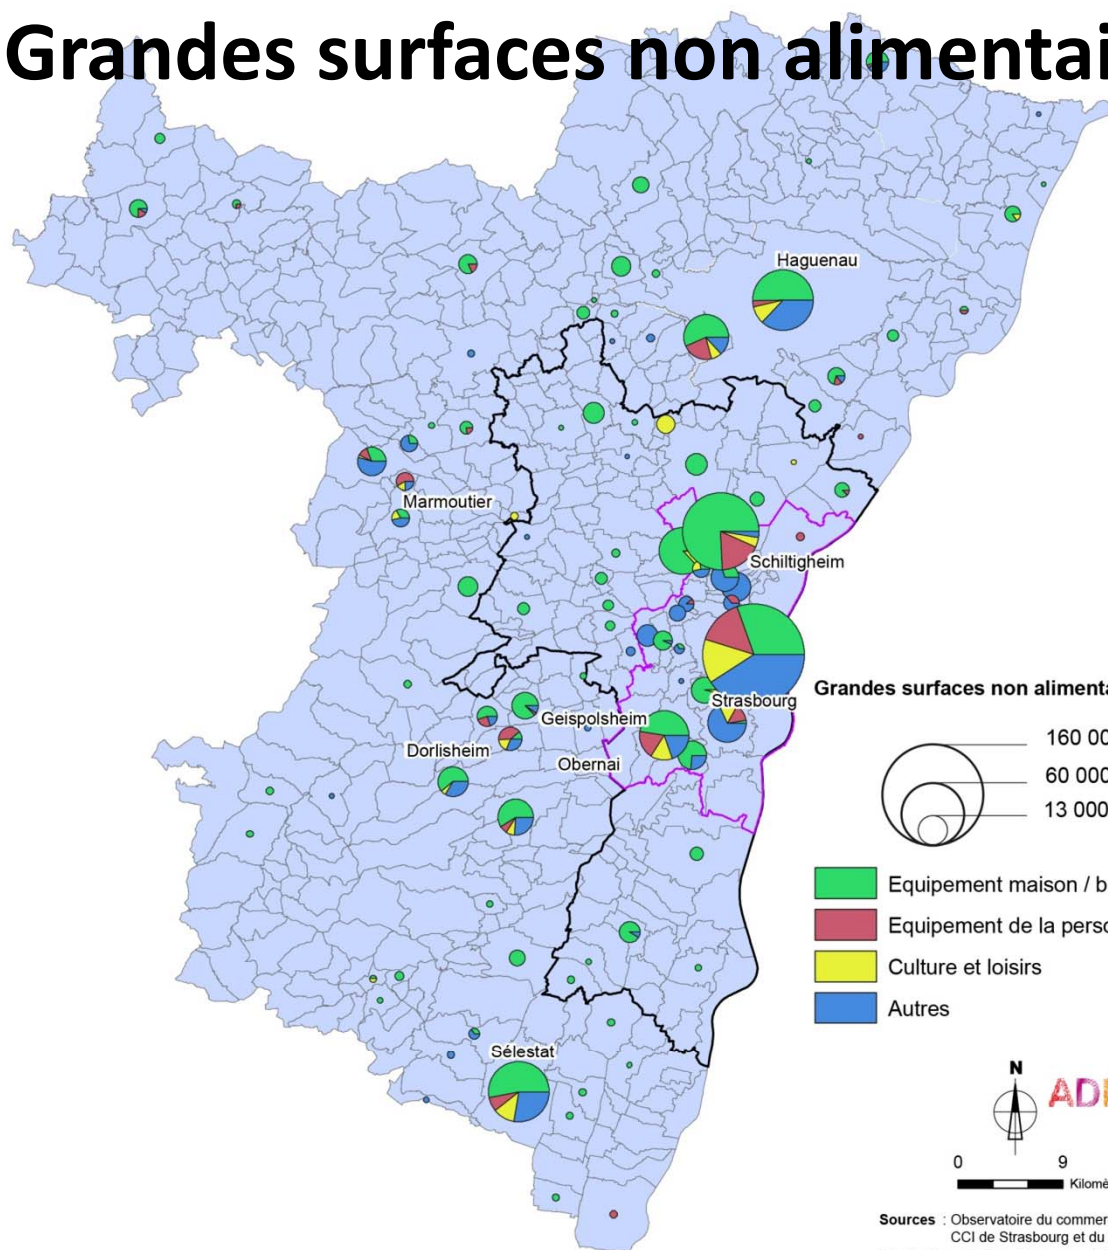 Grandes surfaces non alimentai
Haguenau
Marmoutier
Schiltigheim
Strasbourg
Geispolsheim
Dorlisheim
Obernai
Sélestat
Grandes surfaces non alimenta
160 00
60 000
13 000
Equipement maison / b
Equipement de la perso
Culture et loisirs
Autres
N
AD
0 9
Kilomè
Sources : Observatoire du commer
CCI de Strasbourg et du